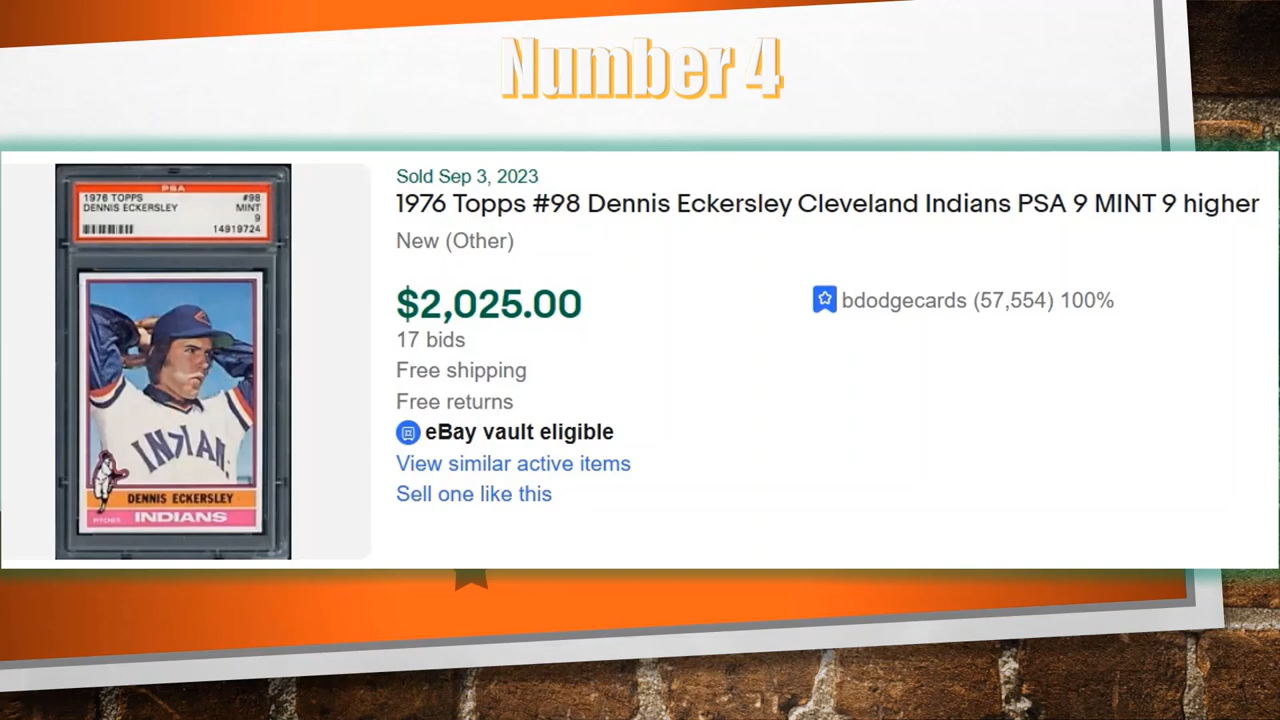 Number 4
PSA
1976 TOPPS #98
DENNIS ECKERSLEY MINT
9
14919724
INDIAN
DENNIS ECKERSLEY
PITCHER INDIANS
Sold Sep 3, 2023
1976 Topps #98 Dennis Eckersley Cleveland Indians PSA 9 MINT 9 higher
New (Other)
$2,025.00
bdodgecards (57,554) 100%
17 bids
Free shipping
Free returns
eBay vault eligible
View similar active items
Sell one like this